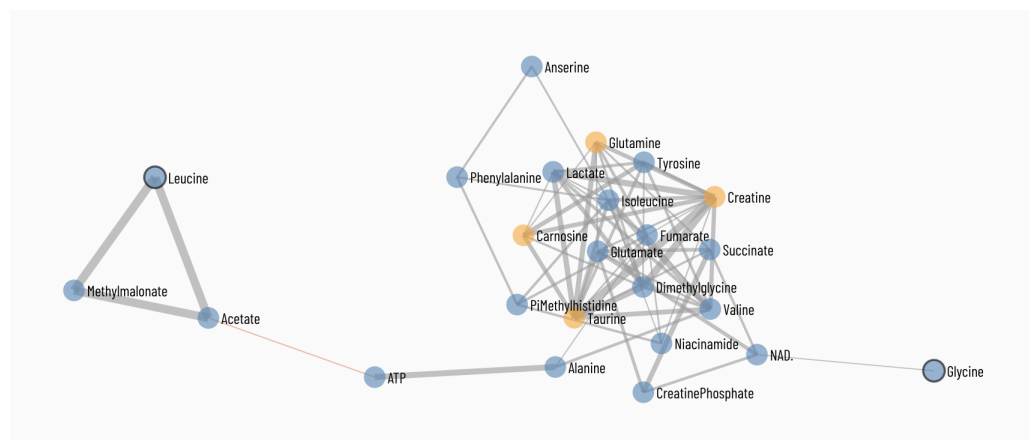 Anserine
Glutamine
Tyrosine
Phenylalanine
Lactate
Leucine
Creatine
Isoleucine
Carnosine
Fumarate
Glutamate
Succinate
Dimethylglycine
Methylmalonate
PiMethylhistidine
Valine
Taurine
Acetate
Niacinamide
NAD.
Alanine
Glycine
ATP
CreatinePhosphate